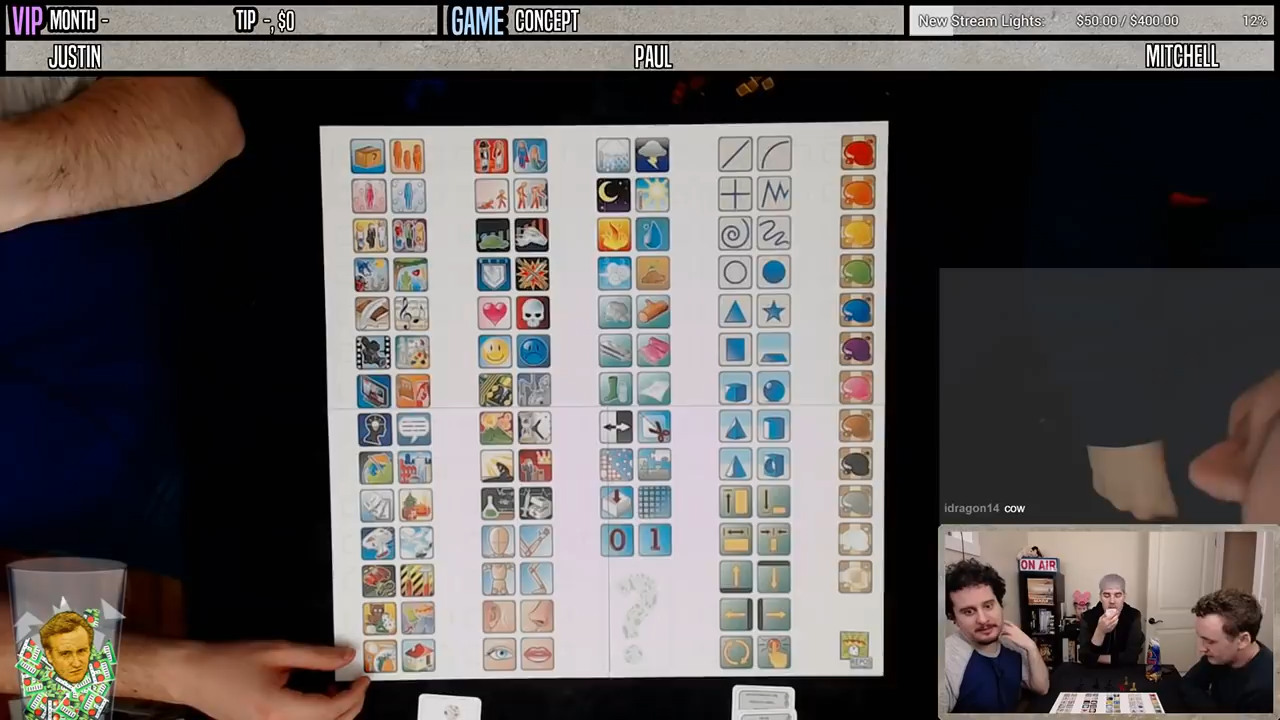 VIP MONTH - TIP -, $0 GAME CONCEPT New Stream Lights: $50.00 / $400.00 12%
JUSTIN PAUL MITCHELL
0 1
?
idragon14 cow
ON AIR